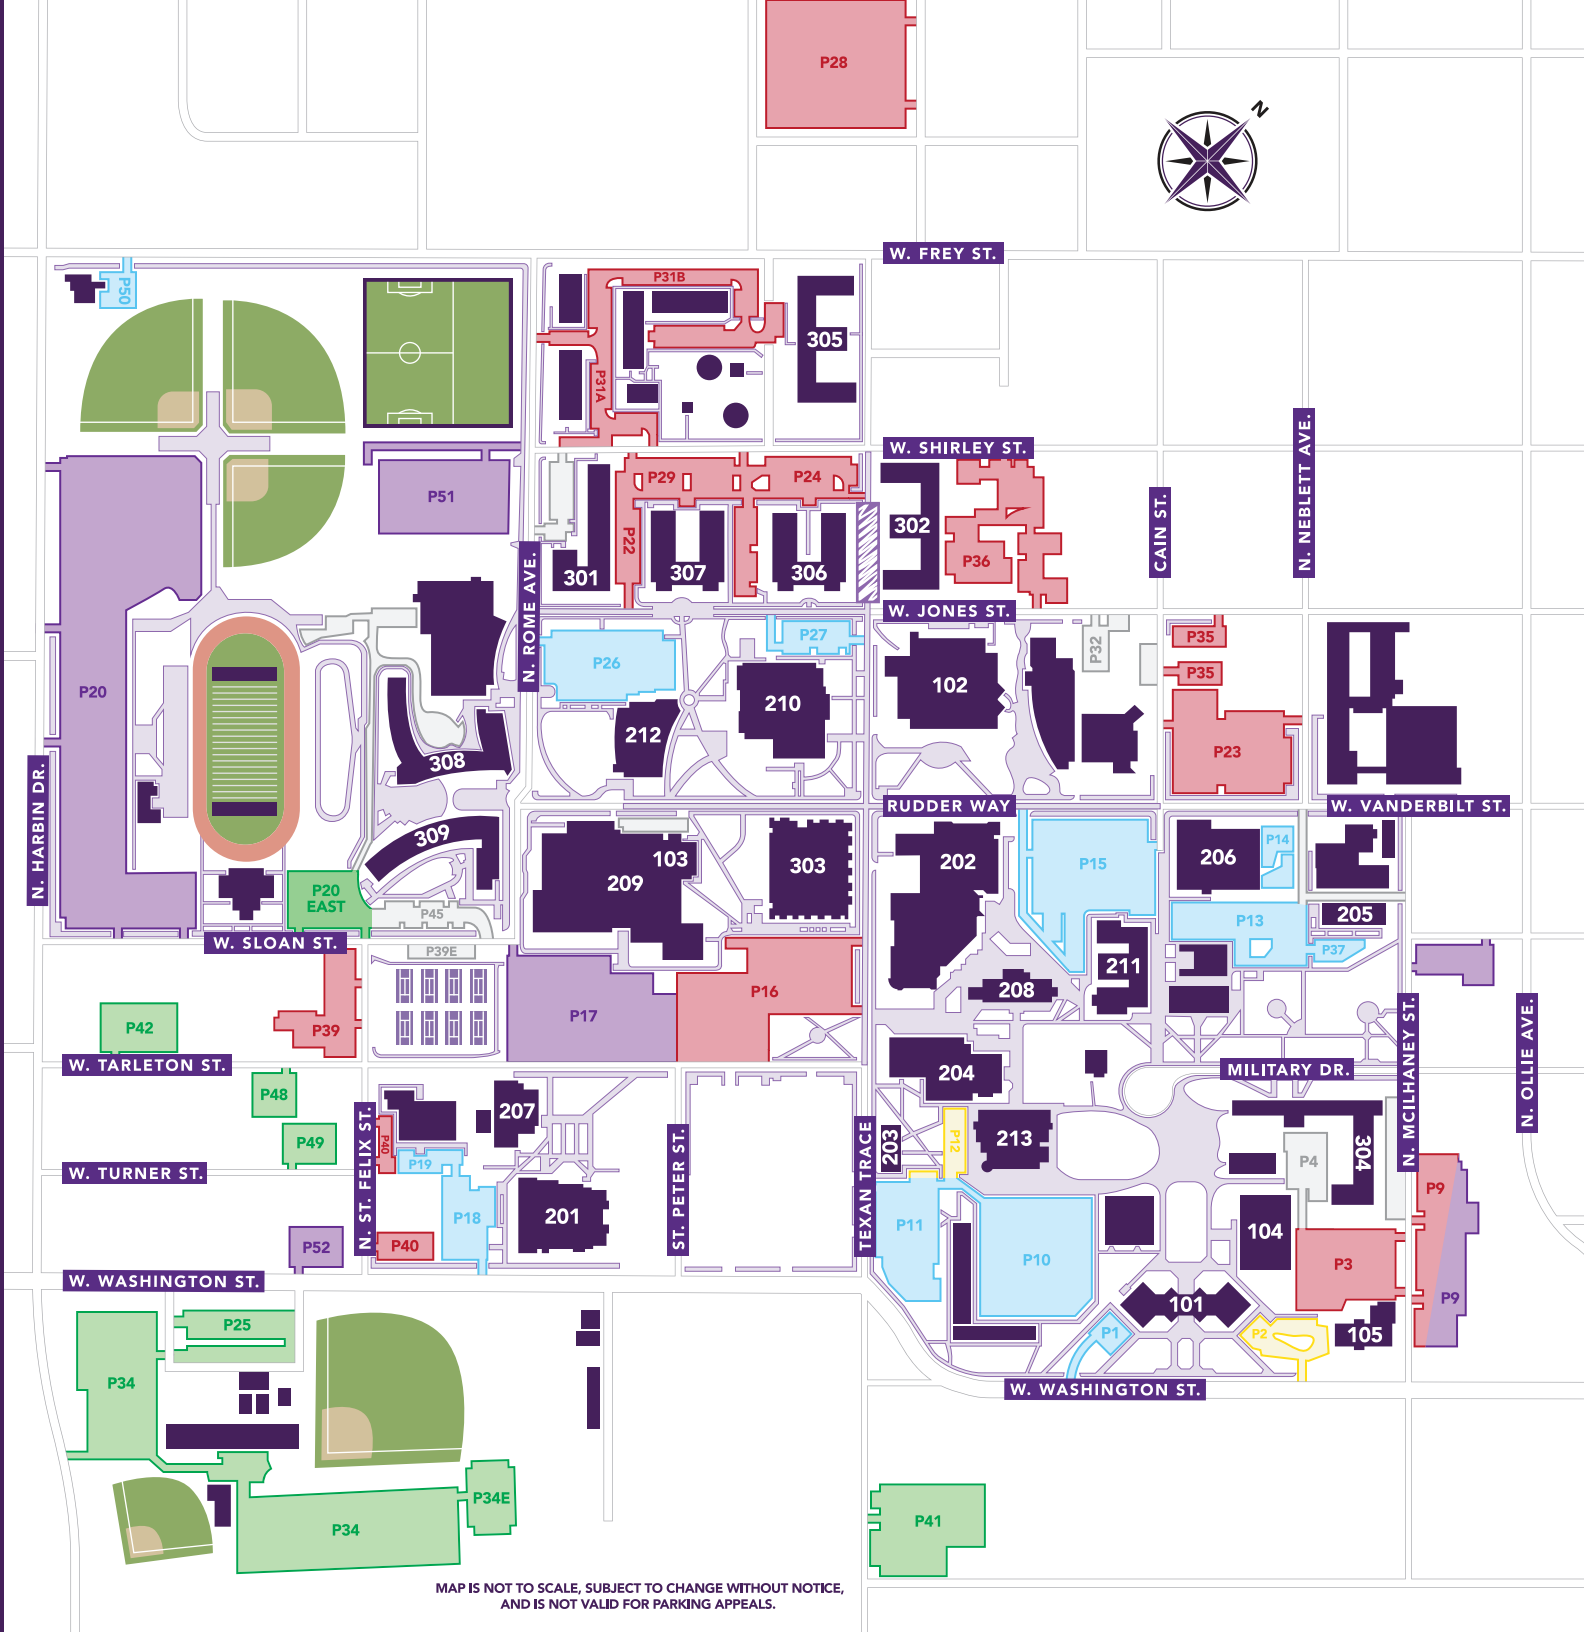 P28
N
W. FREY ST.
P50
P31B
305
P31A
W. SHIRLEY ST.
P51
P29
P24
302
P22
P36
CAIN ST.
N. NEBLETT AVE.
301
307
306
N. ROME AVE.
W. JONES ST.
P26
P27
P32
P35
P35
P20
102
210
212
P23
308
N. HARBIN DR.
RUDDER WAY
W. VANDERBILT ST.
309
103
209
303
202
P15
206
P14
P20
EAST
P45
P13
205
W. SLOAN ST.
P39E
P37
211
208
P16
P17
P42
P39
N. MCILHANEY ST.
N. OLLIE AVE.
W. TARLETON ST.
204
MILITARY DR.
P48
207
P49
P40
P19
203
P12
213
304
P4
W. TURNER ST.
N. ST. FELIX ST.
ST. PETER ST.
TEXAN TRACE
P9
P18
201
P11
P52
P40
P10
104
P3
W. WASHINGTON ST.
101
P9
P25
P1
P2
105
P34
W. WASHINGTON ST.
P34E
P34
P41
MAP IS NOT TO SCALE, SUBJECT TO CHANGE WITHOUT NOTICE,
AND IS NOT VALID FOR PARKING APPEALS.